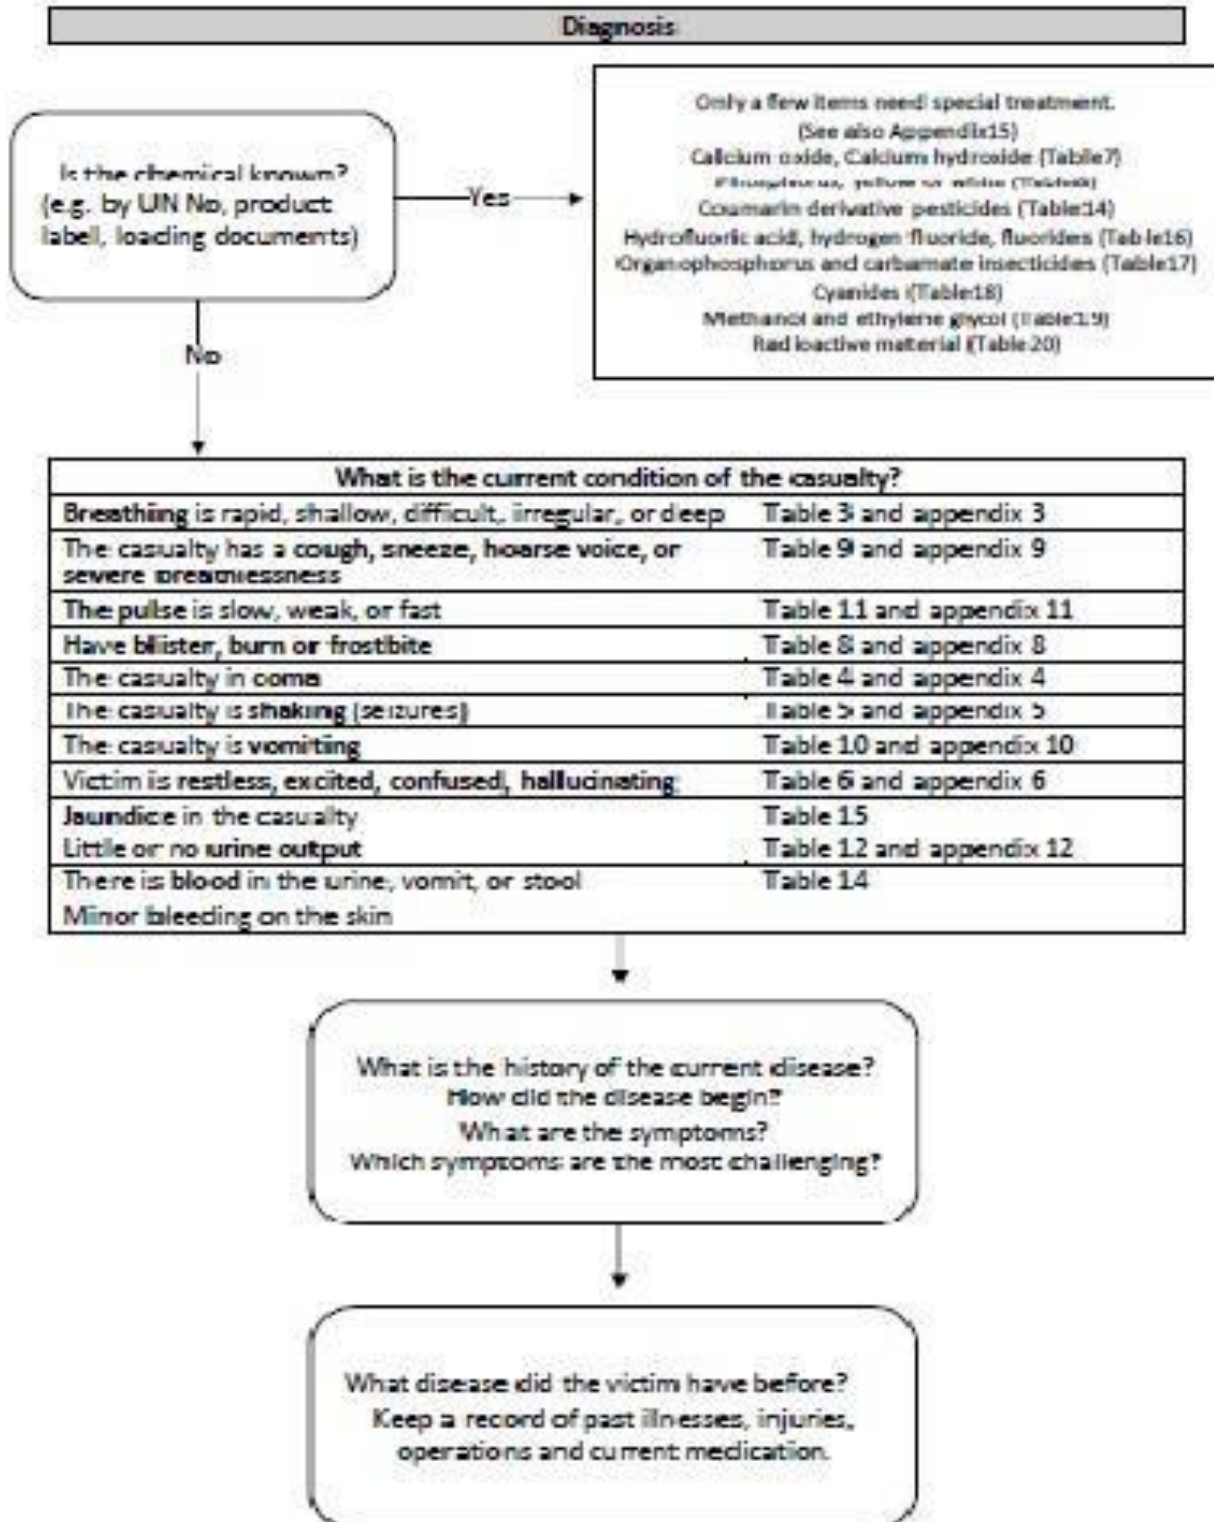 Diagnosis
Is the chemical known?
(e.g. by UN No, product
label, loading documents)
Yes
No
Only a few items need special treatment.
(See also Appendix15)
Calicium oxide, Calcium hydroxide (Table7)
Phosphorus, yellow or white
Coumarin derivative pesticides (Table14)
Hydrofluorlic acid, hydrogen fluoride, fluorides (Table16)
Organophosphorus and carbamate insecticides (Table17)
Cyanides (Table18)
Methanol and ethylene glycol (Table19)
Radioactive material (Table20)
What is the current condition of the casualty?
Breathing is rapid, shallow, difficult, irregular, or deep Table 3 and appendix 3
The casualty has a cough, sneeze, hoarse voice, or Table 9 and appendix 9
severe breathlessness
The pulse is slow, weak, or fast Table 11 and appendix 11
Have blister, burn or frostbite Table 8 and appendix 8
The casualty in coma Table 4 and appendix 4
The casualty is shaking (seizures) Table 5 and appendix 5
The casualty is vomiting Table 10 and appendix 10
Victim is restless, excited, confused, hallucinating Table 6 and appendix 6
Jaundice in the casualty Table 15
Little or no urine output Table 12 and appendix 12
There is blood in the urine, vomit, or stool Table 14
Minor bleeding on the skin
What is the history of the current disease?
How did the disease begin?
What are the symptoms?
Which symptoms are the most challenging?
What disease did the victim have before?
Keep a record of past illnesses, injuries,
operations and current medication.